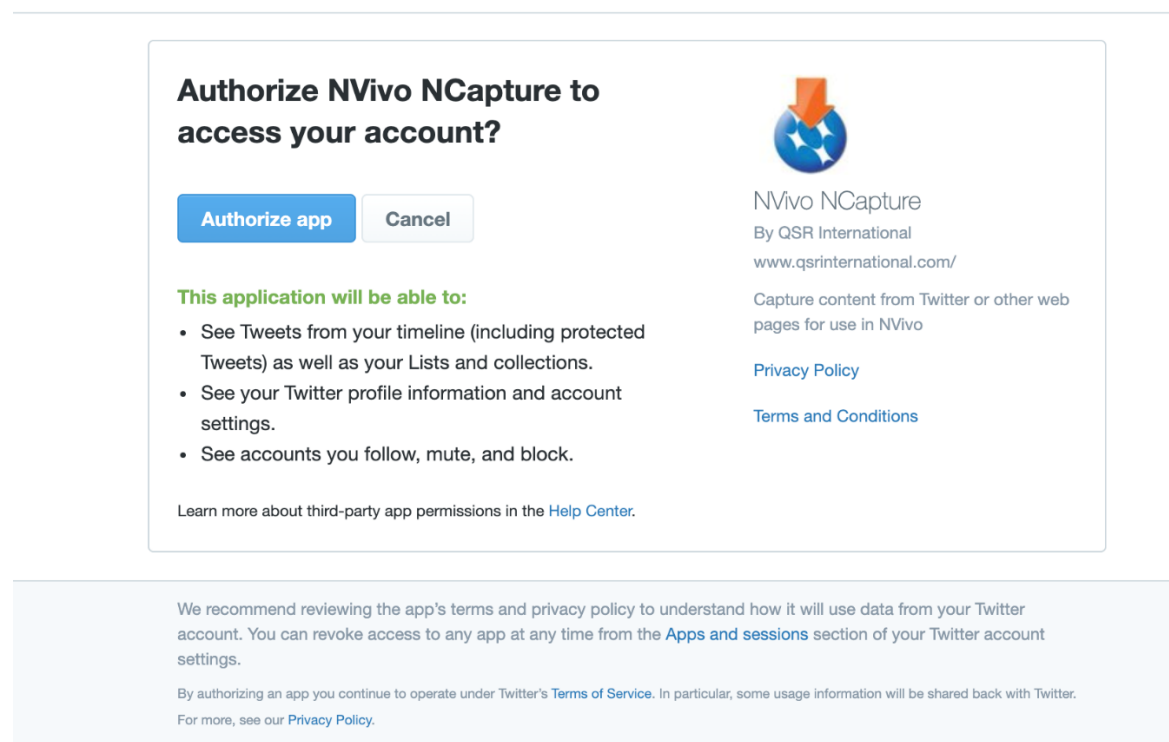 Authorize NVivo NCapture to
access your account?
Authorize app
Cancel
This application will be able to:
• See Tweets from your timeline (including protected
Tweets) as well as your Lists and collections.
• See your Twitter profile information and account
settings.
• See accounts you follow, mute, and block.
Learn more about third-party app permissions in the Help Center.
NVivo NCapture
By QSR International
www.qsrinternational.com/
Capture content from Twitter or other web
pages for use in NVivo
Privacy Policy
Terms and Conditions
We recommend reviewing the app's terms and privacy policy to understand how it will use data from your Twitter
account. You can revoke access to any app at any time from the Apps and sessions section of your Twitter account
settings.
By authorizing an app you continue to operate under Twitter's Terms of Service. In particular, some usage information will be shared back with Twitter.
For more, see our Privacy Policy.